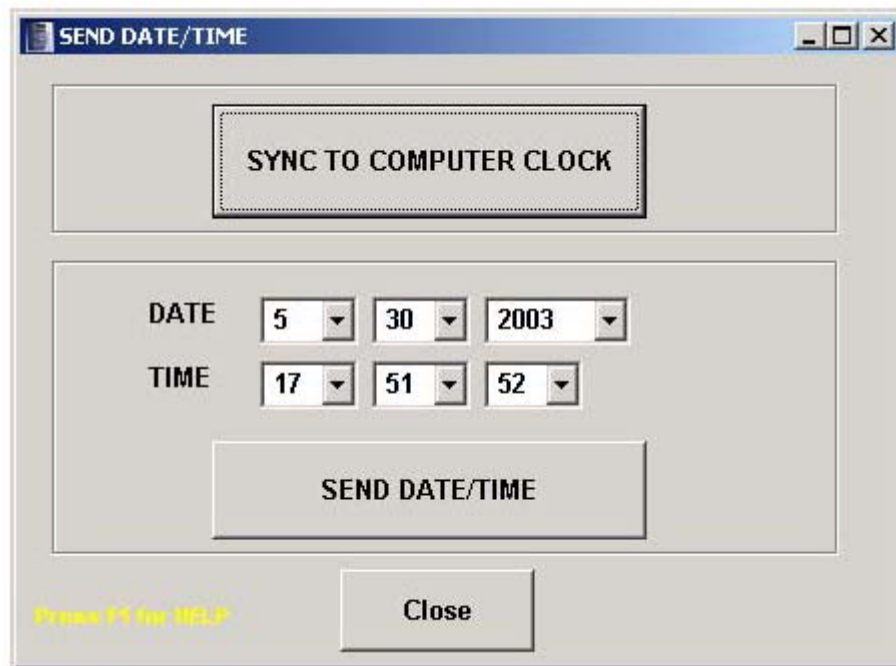 SEND DATE/TIME
SYNC TO COMPUTER CLOCK
DATE 5 30 2003
TIME 17 51 52
SEND DATE/TIME
Press F1 for HELP
Close